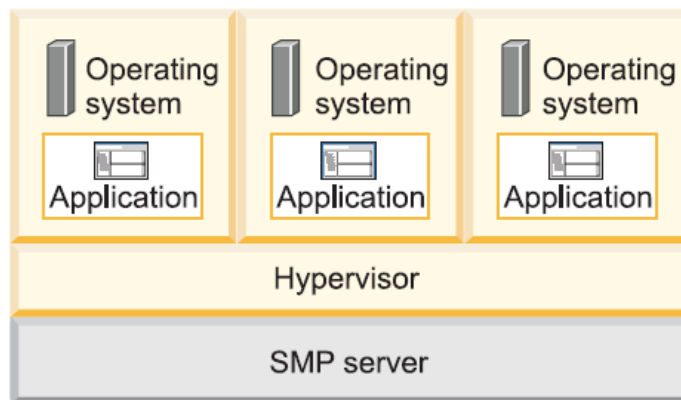 Operating
system
Application
Operating
system
Application
Operating
system
Application
Hypervisor
SMP server